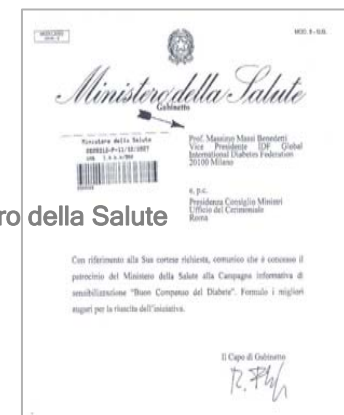 MOD. 8 - SUB.
Ministero della Salute
Gabinetto
Ministero della Salute
Prof. Massimo Massi Benedetti
Vice Presidente IDF Global
International Diabetes Federation
20100 Milano
e, p.c.
Presidenza Consiglio Ministri
Ufficio del Cerimoniale
Roma
ro della Salute
Con riferimento alla Sua cortese richiesta, comunico che è concesso il
patrocinio del Ministero della Salute alla Campagna informativa di
sensibilizzazione "Buon Compenso del Diabete". Formulo i migliori
auguri per la riuscita dell'iniziativa.
Il Capo di Gabinetto